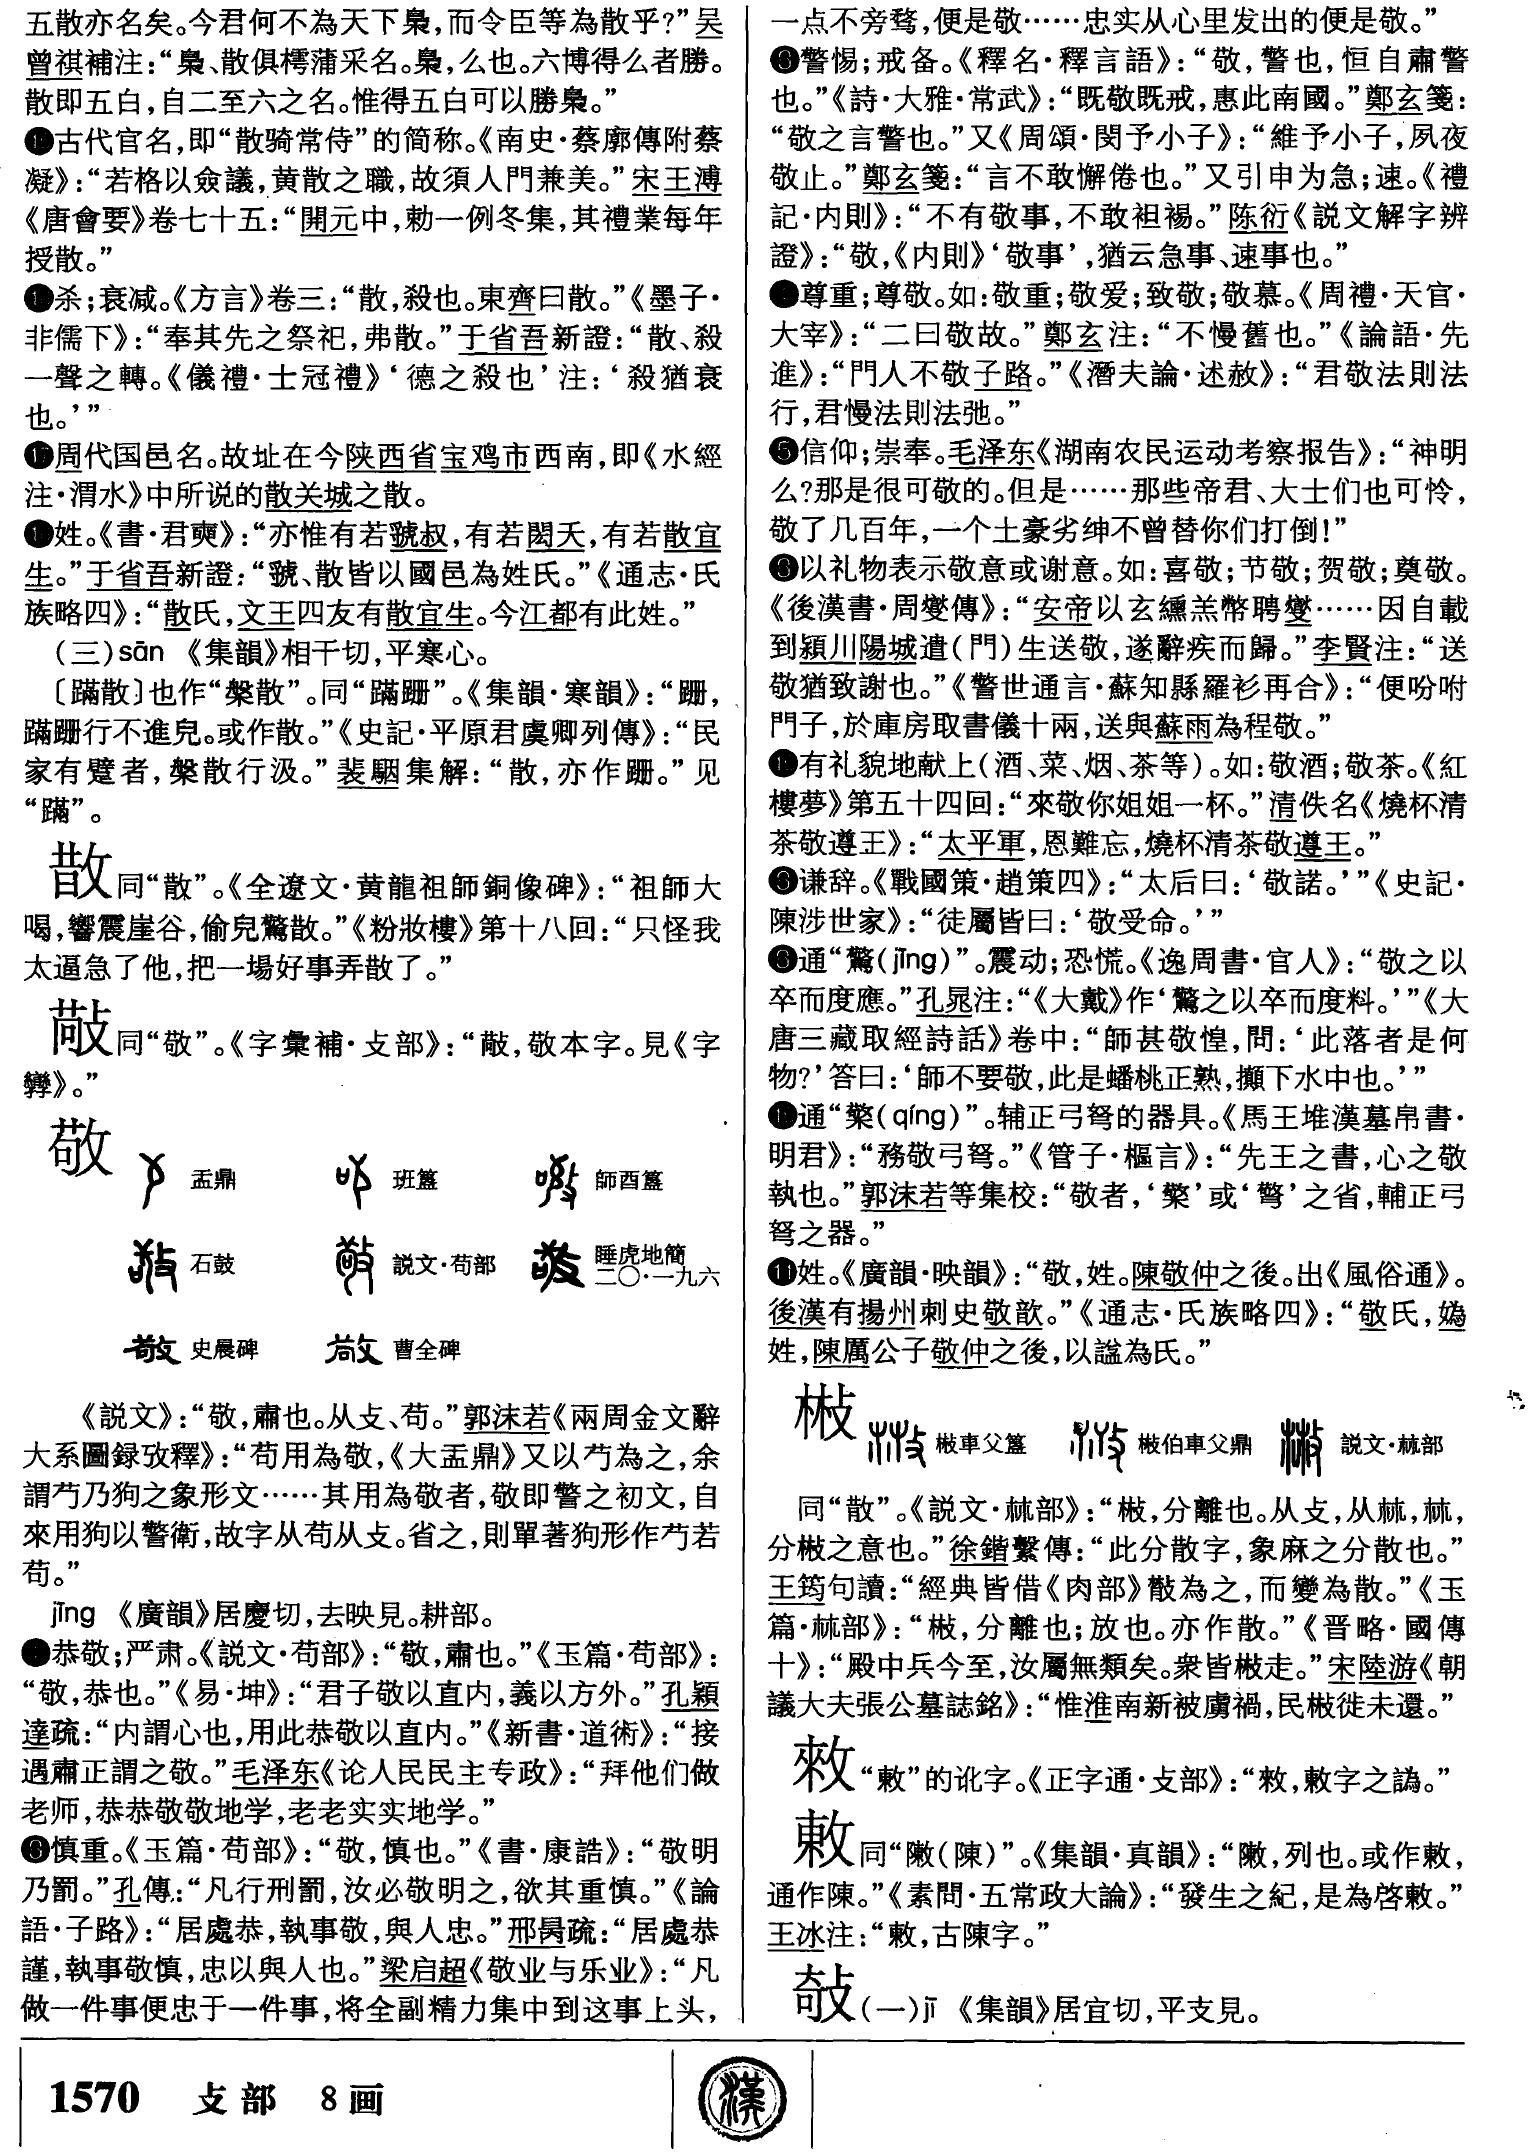 五散亦名矣。今君何不為天下梟，而令臣等為散乎？”吴
曾祺補注：“梟、散俱樗蒲采名。梟，么也。六博得么者勝。
散即五白，自二至六之名。惟得五白可以勝梟。”
古代官名，即“散骑常侍”的简称。《南史·蔡廓傳附蔡
凝》：“若格以僉議，黄散之職，故須人門兼美。”宋王溥
《唐會要》卷七十五：“開元中，勑一例冬集，其禮業每年
授散。”
杀；衰减。《方言》卷三：“散，殺也。東齊曰散。”《墨子·
非儒下》：“奉其先之祭祀，弗散。”于省吾新證：“散、殺
一聲之轉。《儀禮·士冠禮》‘德之殺也’注：‘殺猶衰
也。’”
周代国邑名。故址在今陕西省宝鸡市西南，即《水經
注·渭水》中所说的散关城之散。
姓。《書·君奭》：“亦惟有若虢叔，有若閎夭，有若散宜
生。”于省吾新證：“虢、散皆以國邑為姓氏。”《通志·氏
族略四》：“散氏，文王四友有散宜生。今江都有此姓。”
（三）sān 《集韻》相干切，平寒心。
〔蹣散〕也作“槃散”。同“蹣跚”。《集韻·寒韻》：“跚，
蹣跚行不進皃。或作散。”《史記·平原君虞卿列傳》：“民
家有躄者，槃散行汲。”裴駰集解：“散，亦作跚。”见
“蹣”。
㪚同“散”。《全遼文·黄龍祖師銅像碑》：“祖師大
喝，響震崖谷，偷兒驚㪚。”《粉妝樓》第十八回：“只怪我
太逼急了他，把一場好事弄㪚了。”
同“敬”。《字彙補·攴部》：“，敬本字。見《字
辨》。”
敬
盂鼎 班簋 師酉簋
石鼓 説文·茍部 睡虎地簡
二〇·一九六
史晨碑 曹全碑
《説文》：“敬，肅也。从攴、茍。”郭沫若《兩周金文辭
大系圖録攷釋》：“茍用為敬，《大盂鼎》又以芍為之，余
謂芍乃狗之象形文……其用為敬者，敬即警之初文，自
來用狗以警衛，故字从茍从攴。省之，則單著狗形作芍若
茍。”
jìng 《廣韻》居慶切，去映見。耕部。
恭敬；严肃。《説文·茍部》：“敬，肅也。”《玉篇·茍部》：
“敬，恭也。”《易·坤》：“君子敬以直内，義以方外。”孔穎
達疏：“内謂心也，用此恭敬以直内。”《新書·道術》：“接
遇肅正謂之敬。”毛泽东《论人民民主专政》：“拜他们做
老师，恭恭敬敬地学，老老实实地学。”
慎重。《玉篇·茍部》：“敬，慎也。”《書·康誥》：“敬明
乃罰。”孔傳：“凡行刑罰，汝必敬明之，欲其重慎。”《論
語·子路》：“居處恭，執事敬，與人忠。”邢昺疏：“居處恭
謹，執事敬慎，忠以與人也。”梁启超《敬业与乐业》：“凡
做一件事便忠于一件事，将全副精力集中到这事上头，
一点不旁骛，便是敬……忠实从心里发出的便是敬。”
警惕；戒备。《釋名·釋言語》：“敬，警也，恒自肅警
也。”《詩·大雅·常武》：“既敬既戒，惠此南國。”鄭玄箋：
“敬之言警也。”又《周頌·閔予小子》：“維予小子，夙夜
敬止。”鄭玄箋：“言不敢懈倦也。”又引申为急；速。《禮
記·内則》：“不有敬事，不敢袒裼。”陈衍《説文解字辨
證》：“敬，《内則》‘敬事’，猶云急事、速事也。”
尊重；尊敬。如：敬重；敬爱；致敬；敬慕。《周禮·天官·
大宰》：“二曰敬故。”鄭玄注：“不慢舊也。”《論語·先
進》：“門人不敬子路。”《潛夫論·述赦》：“君敬法則法
行，君慢法則法弛。”
❺信仰；崇奉。毛泽东《湖南农民运动考察报告》：“神明
么？那是很可敬的。但是……那些帝君、大士们也可怜，
敬了几百年，一个土豪劣绅不曾替你们打倒！”
以礼物表示敬意或谢意。如：喜敬；节敬；贺敬；奠敬。
《後漢書·周燮傳》：“安帝以玄纁羔幣聘燮……因自載
到潁川陽城遣（門）生送敬，遂辭疾而歸。”李賢注：“送
敬猶致謝也。”《警世通言·蘇知縣羅衫再合》：“便吩咐
門子，於庫房取書儀十兩，送與蘇雨為程敬。”
有礼貌地献上（酒、菜、烟、茶等）。如：敬酒；敬茶。《紅
樓夢》第五十四回：“來敬你姐姐一杯。”清佚名《燒杯清
茶敬遵王》：“太平軍，恩難忘，燒杯清茶敬遵王。”
谦辞。《戰國策·趙策四》：“太后曰：‘敬諾。’”《史記·
陳涉世家》：“徒屬皆曰：‘敬受命。’”
通“驚（jīng）”。震动；恐慌。《逸周書·官人》：“敬之以
卒而度應。”孔晁注：“《大戴》作‘驚之以卒而度料。’”《大
唐三藏取經詩話》卷中：“師甚敬惶，問：‘此落者是何
物？’答曰：‘師不要敬，此是蟠桃正熟，攧下水中也。’”
通“檠（qíng）”。辅正弓弩的器具。《馬王堆漢墓帛書·
明君》：“務敬弓弩。”《管子·樞言》：“先王之書，心之敬
執也。”郭沫若等集校：“敬者，‘檠’或‘㢣’之省，輔正弓
弩之器。”
⓫姓。《廣韻·映韻》：“敬，姓。陳敬仲之後。出《風俗通》。
後漢有揚州刺史敬歆。”《通志·氏族略四》：“敬氏，媯
姓，陳厲公子敬仲之後，以謚為氏。”
㪔
㪔車父簋 㪔伯車父鼎 説文·𣏟部
同“散”。《説文·𣏟部》：“㪔，分離也。从攴，从𣏟，𣏟，
分㪔之意也。”徐鍇繫傳：“此分散字，象麻之分散也。”
王筠句讀：“經典皆借《肉部》㪚為之，而變為散。”《玉
篇·𣏟部》：“㪔，分離也；放也。亦作散。”《晋略·國傳
十》：“殿中兵今至，汝屬無類矣。衆皆㪔走。”宋陸游《朝
議大夫張公墓誌銘》：“惟淮南新被虜禍，民㪔徙未還。”
敇“敕”的讹字。《正字通·攴部》：“敇，敕字之譌。”
敶同“敶（陳）”。《集韻·真韻》：“敶，列也。或作㪝，
通作陳。”《素問·五常政大論》：“發生之紀，是為啓㪝。”
王冰注：“㪝，古陳字。”
攲（一）jī 《集韻》居宜切，平支見。
1570 攴部 8画
漢